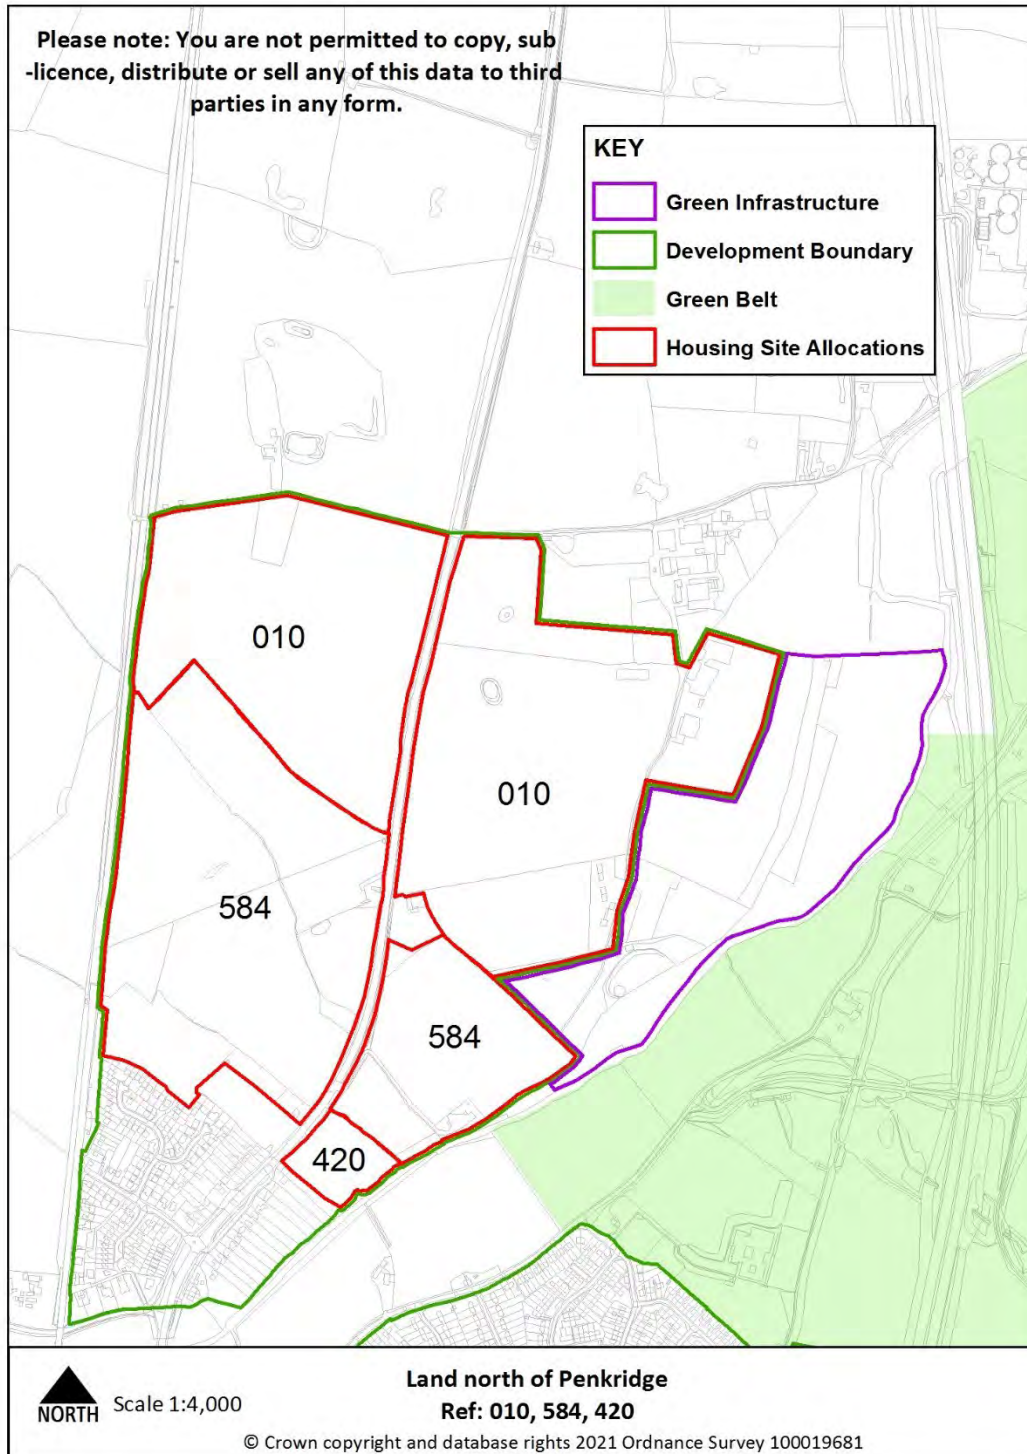 Please note: You are not permitted to copy, sub
-licence, distribute or sell any of this data to third
parties in any form.
KEY
Green Infrastructure
Development Boundary
Green Belt
Housing Site Allocations
010
010
584
584
420
NORTH
Scale 1:4,000
Land north of Penkridge
Ref: 010, 584, 420
© Crown copyright and database rights 2021 Ordnance Survey 100019681